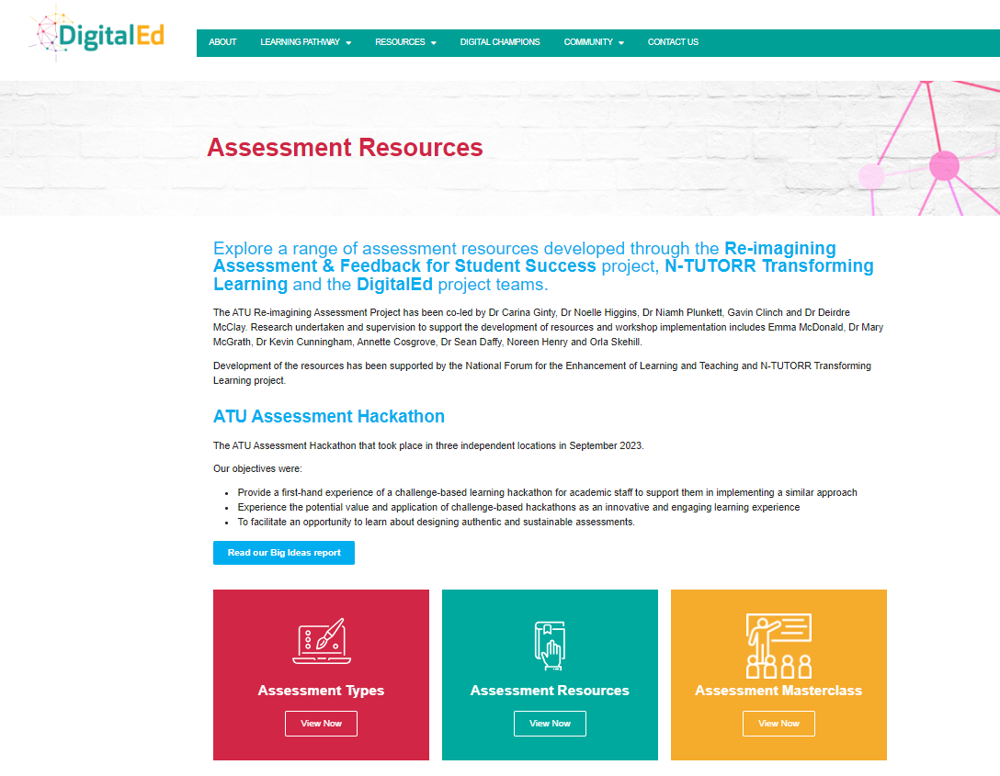 DigitalEd
ABOUT LEARNING PATHWAY RESOURCES DIGITAL CHAMPIONS COMMUNITY CONTACT US
Assessment Resources
Explore a range of assessment resources developed through the Re-imagining
Assessment & Feedback for Student Success project, N-TUTORR Transforming
Learning and the DigitalEd project teams.
The ATU Re-imagining Assessment Project has been co-led by Dr Carina Ginty, Dr Noelle Higgins, Dr Niamh Plunkett, Gavin Clinch and Dr Deirdre
McClay. Research undertaken and supervision to support the development of resources and workshop implementation includes Emma McDonald, Dr Mary
McGrath, Dr Kevin Cunningham, Annette Cosgrove, Dr Sean Daffy, Noreen Henry and Orla Skehill.
Development of the resources has been supported by the National Forum for the Enhancement of Learning and Teaching and N-TUTORR Transforming
Learning project.
ATU Assessment Hackathon
The ATU Assessment Hackathon that took place in three independent locations in September 2023.
Our objectives were:
• Provide a first-hand experience of a challenge-based learning hackathon for academic staff to support them in implementing a similar approach
• Experience the potential value and application of challenge-based hackathons as an innovative and engaging learning experience
• To facilitate an opportunity to learn about designing authentic and sustainable assessments.
Read our Big Ideas report
Assessment Types
View Now
Assessment Resources
View Now
Assessment Masterclass
View Now